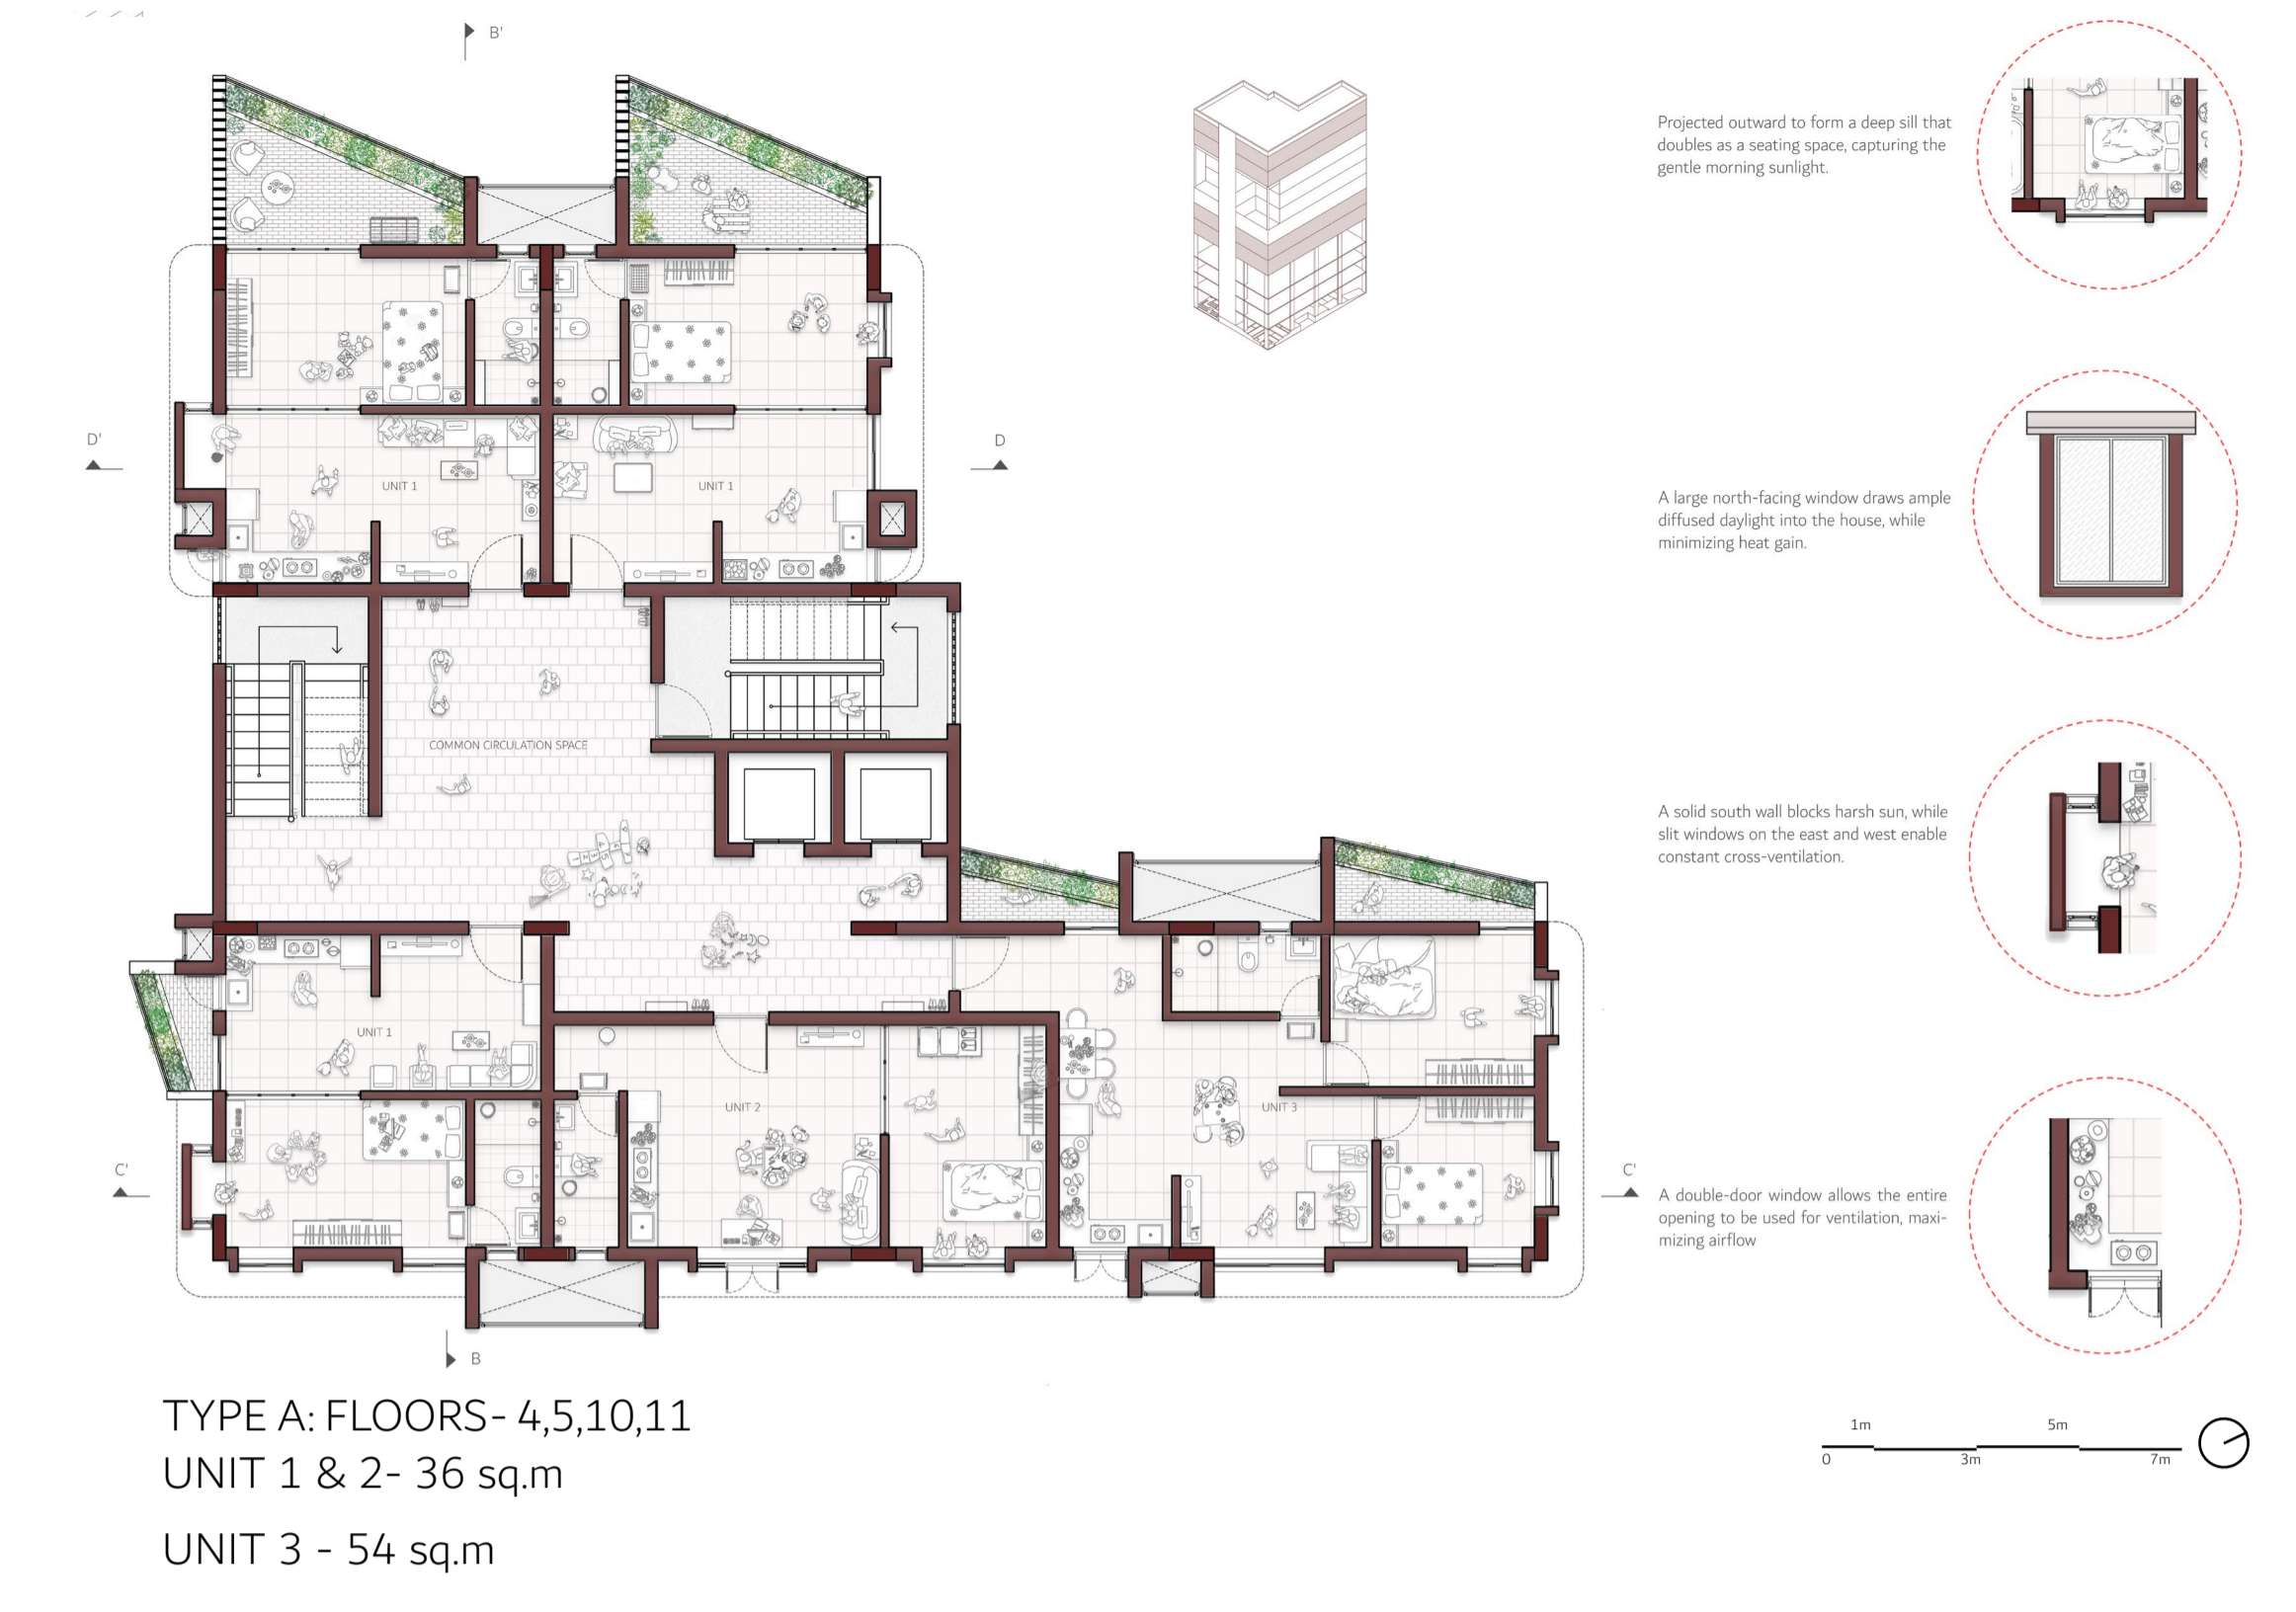 B'
Projected outward to form a deep sill that
doubles as a seating space, capturing the
gentle morning sunlight.
D'
D
UNIT 1
UNIT 1
A large north-facing window draws ample
diffused daylight into the house, while
minimizing heat gain.
COMMON CIRCULATION SPACE
A solid south wall blocks harsh sun, while
slit windows on the east and west enable
constant cross-ventilation.
UNIT 1
UNIT 2
UNIT 3
C'
C'
A double-door window allows the entire
opening to be used for ventilation, maxi-
mizing airflow
B
TYPE A: FLOORS- 4,5,10,11
UNIT 1 & 2- 36 sq.m
UNIT 3 - 54 sq.m
1m
5m
0
3m
7m